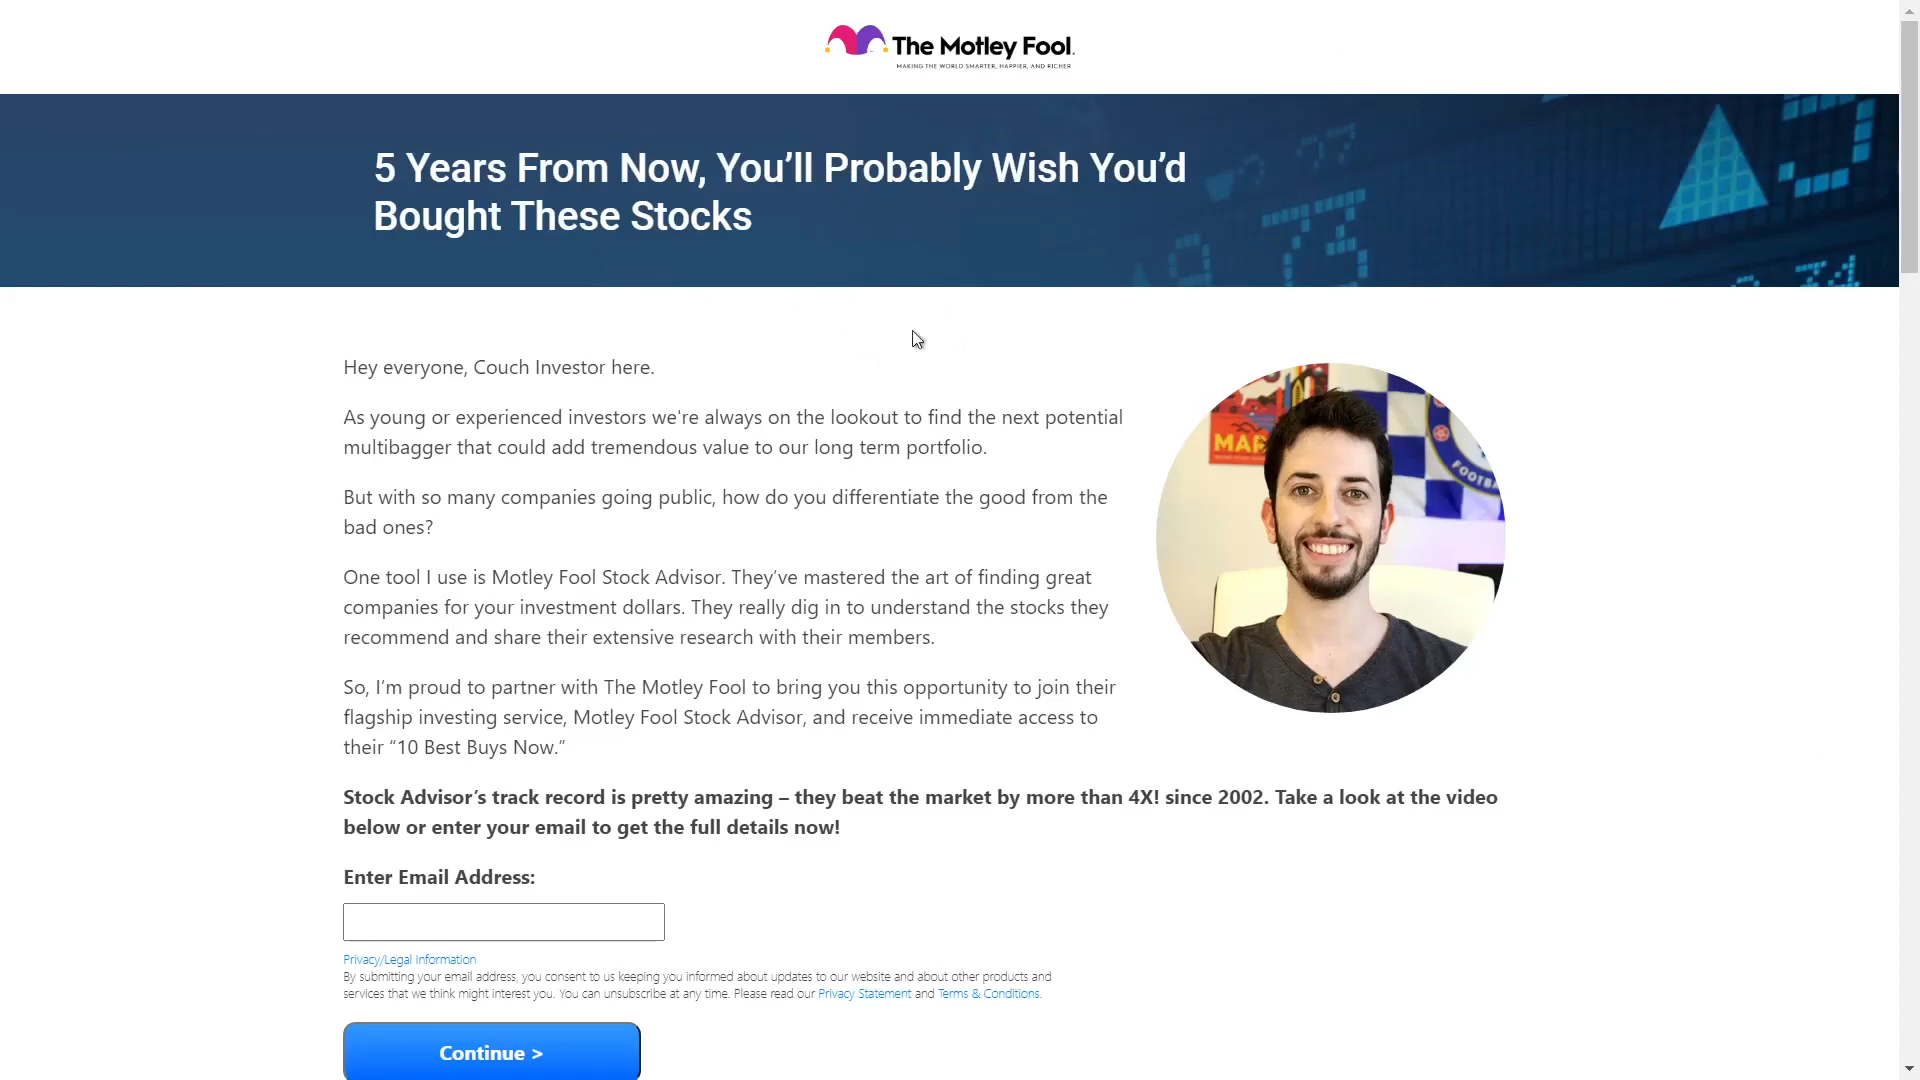 The Motley Fool.
MAKING THE WORLD SMARTER, HAPPIER, AND RICHER
5 Years From Now, You’ll Probably Wish You’d
Bought These Stocks
Hey everyone, Couch Investor here.
As young or experienced investors we're always on the lookout to find the next potential
multibagger that could add tremendous value to our long term portfolio.
But with so many companies going public, how do you differentiate the good from the
bad ones?
One tool I use is Motley Fool Stock Advisor. They’ve mastered the art of finding great
companies for your investment dollars. They really dig in to understand the stocks they
recommend and share their extensive research with their members.
So, I’m proud to partner with The Motley Fool to bring you this opportunity to join their
flagship investing service, Motley Fool Stock Advisor, and receive immediate access to
their “10 Best Buys Now.”
Stock Advisor’s track record is pretty amazing – they beat the market by more than 4X! since 2002. Take a look at the video
below or enter your email to get the full details now!
Enter Email Address:
Privacy/Legal Information
By submitting your email address, you consent to us keeping you informed about updates to our website and about other products and
services that we think might interest you. You can unsubscribe at any time. Please read our Privacy Statement and Terms & Conditions.
Continue >